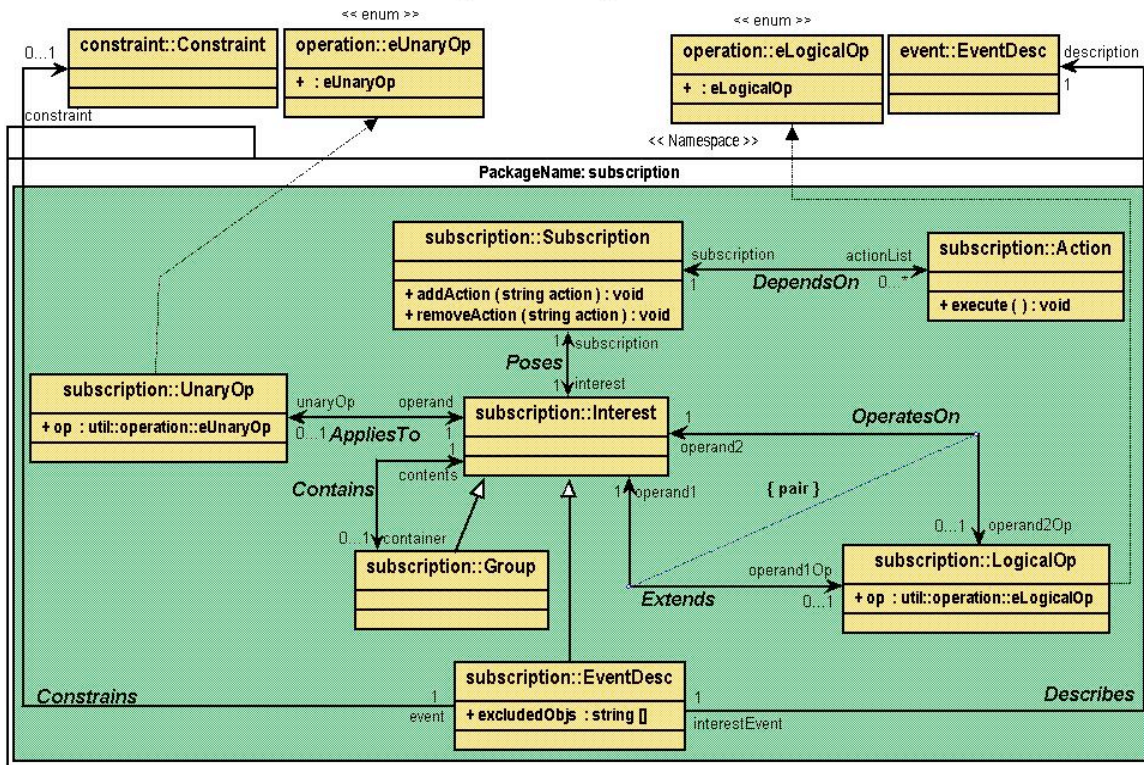 << enum >>
<< enum >>
constraint::Constraint
operation::eUnaryOp
+ : eUnaryOp
operation::eLogicalOp
+ : eLogicalOp
event::EventDesc
description
0...1
1
constraint
<< Namespace >>
PackageName: subscription
subscription::Subscription
+ addAction ( string action ) : void
+ removeAction ( string action ) : void
subscription
1
DependsOn
actionList
0...*
subscription::Action
+ execute ( ) : void
1
subscription
Poses
1
interest
subscription::UnaryOp
+ op : util::operation::eUnaryOp
unaryOp
operand
0...1
AppliesTo
1
subscription::Interest
1
OperatesOn
operand2
1
contents
Contains
1
operand1
{ pair }
0...1
container
0...1
operand2Op
subscription::Group
subscription::LogicalOp
+ op : util::operation::eLogicalOp
operand1Op
Extends
0...1
subscription::EventDesc
+ excludedObjs : string []
Constrains
1
event
1
interestEvent
Describes